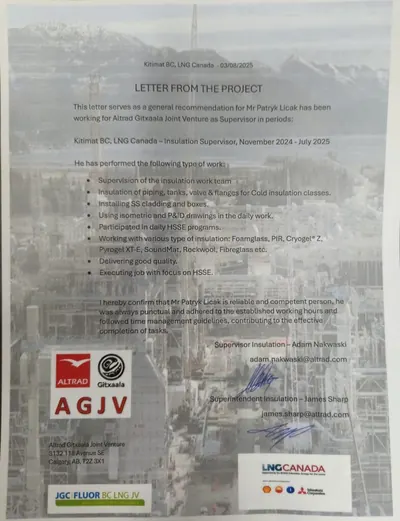 Kitimat BC, LNG Canada - 03/08/2025
LETTER FROM THE PROJECT
This letter serves as a general recommendation for Mr Patryk Licak has been
working for Altrad Gitxaala Joint Venture as Supervisor in periods:
Kitimat BC, LNG Canada – Insulation Supervisor, November 2024 - July 2025
He has performed the following type of work:
• Supervision of the insulation work team
• Insulation of piping, tanks, valve & flanges for Cold insulation classes.
• Installing SS cladding and boxes.
• Using isometric and P&ID drawings in the daily work.
• Participated in daily HSSE programs.
• Working with various type of insulation: Foamglass, PIR, Cryogel® Z,
Pyrogel XT-E, SoundMat, Rockwool, Fibreglass etc.
• Delivering good quality.
• Executing job with focus on HSSE.
I hereby confirm that Mr Patryk Licak is reliable and competent person, he
was always punctual and adhered to the established working hours and
followed time management guidelines, contributing to the effective
completion of tasks.
Supervisor Insulation – Adam Nakwaski
adam.nakwaski@altrad.com
Superintendent Insulation – James Sharp
james.sharp@altrad.com
ALTRAD
Gitxaala
AGJV
Altrad Gitxaala Joint Venture
115 Avenue SE
Calgary, AB, T2Z 3X1
JGC FLUOR BC LNG JV
LNGCANADA
Mitsubishi
Corporation